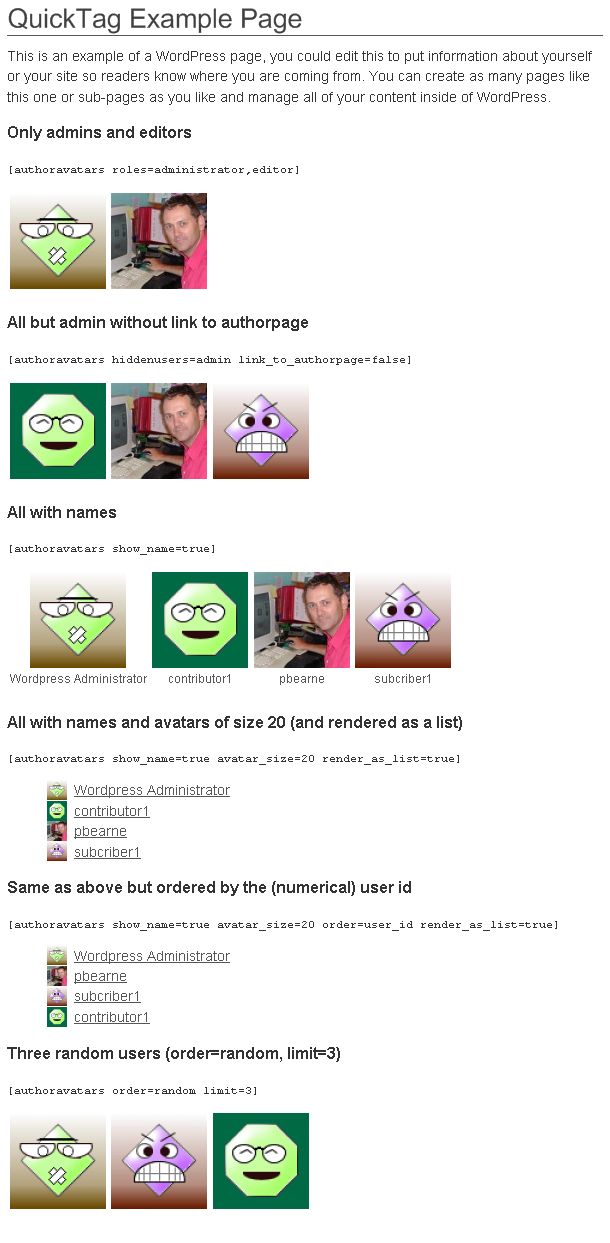 QuickTag Example Page
This is an example of a WordPress page, you could edit this to put information about yourself
or your site so readers know where you are coming from. You can create as many pages like
this one or sub-pages as you like and manage all of your content inside of WordPress.
Only admins and editors
[authoravatars roles=administrator,editor]
All but admin without link to authorpage
[authoravatars hiddenusers=admin link_to_authorpage=false]
All with names
[authoravatars show_name=true]
Wordpress Administrator contributor1 pbearne subcriber1
All with names and avatars of size 20 (and rendered as a list)
[authoravatars show_name=true avatar_size=20 render_as_list=true]
Wordpress Administrator
contributor1
pbearne
subcriber1
Same as above but ordered by the (numerical) user id
[authoravatars show_name=true avatar_size=20 order=user_id render_as_list=true]
Wordpress Administrator
pbearne
subcriber1
contributor1
Three random users (order=random, limit=3)
[authoravatars order=random limit=3]